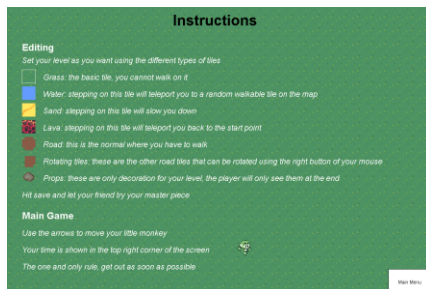 Instructions
Editing
Set your level as you want using the different types of tiles
Grass: the basic tile, you cannot walk on it
Water: stepping on this tile will teleport you to a random walkable tile on the map
Sand: stepping on this tile will slow you down
Lava: stepping on this tile will teleport you back to the start point
Road: this is the normal where you have to walk
Rotating tiles: these are the other road tiles that can be rotated using the right button of your mouse
Props: these are only decoration for your level, the player will only see them at the end
Hit save and let your friend try your master piece
Main Game
Use the arrows to move your little monkey
Your time is shown in the top right corner of the screen
The one and only rule, get out as soon as possible
Main Menu